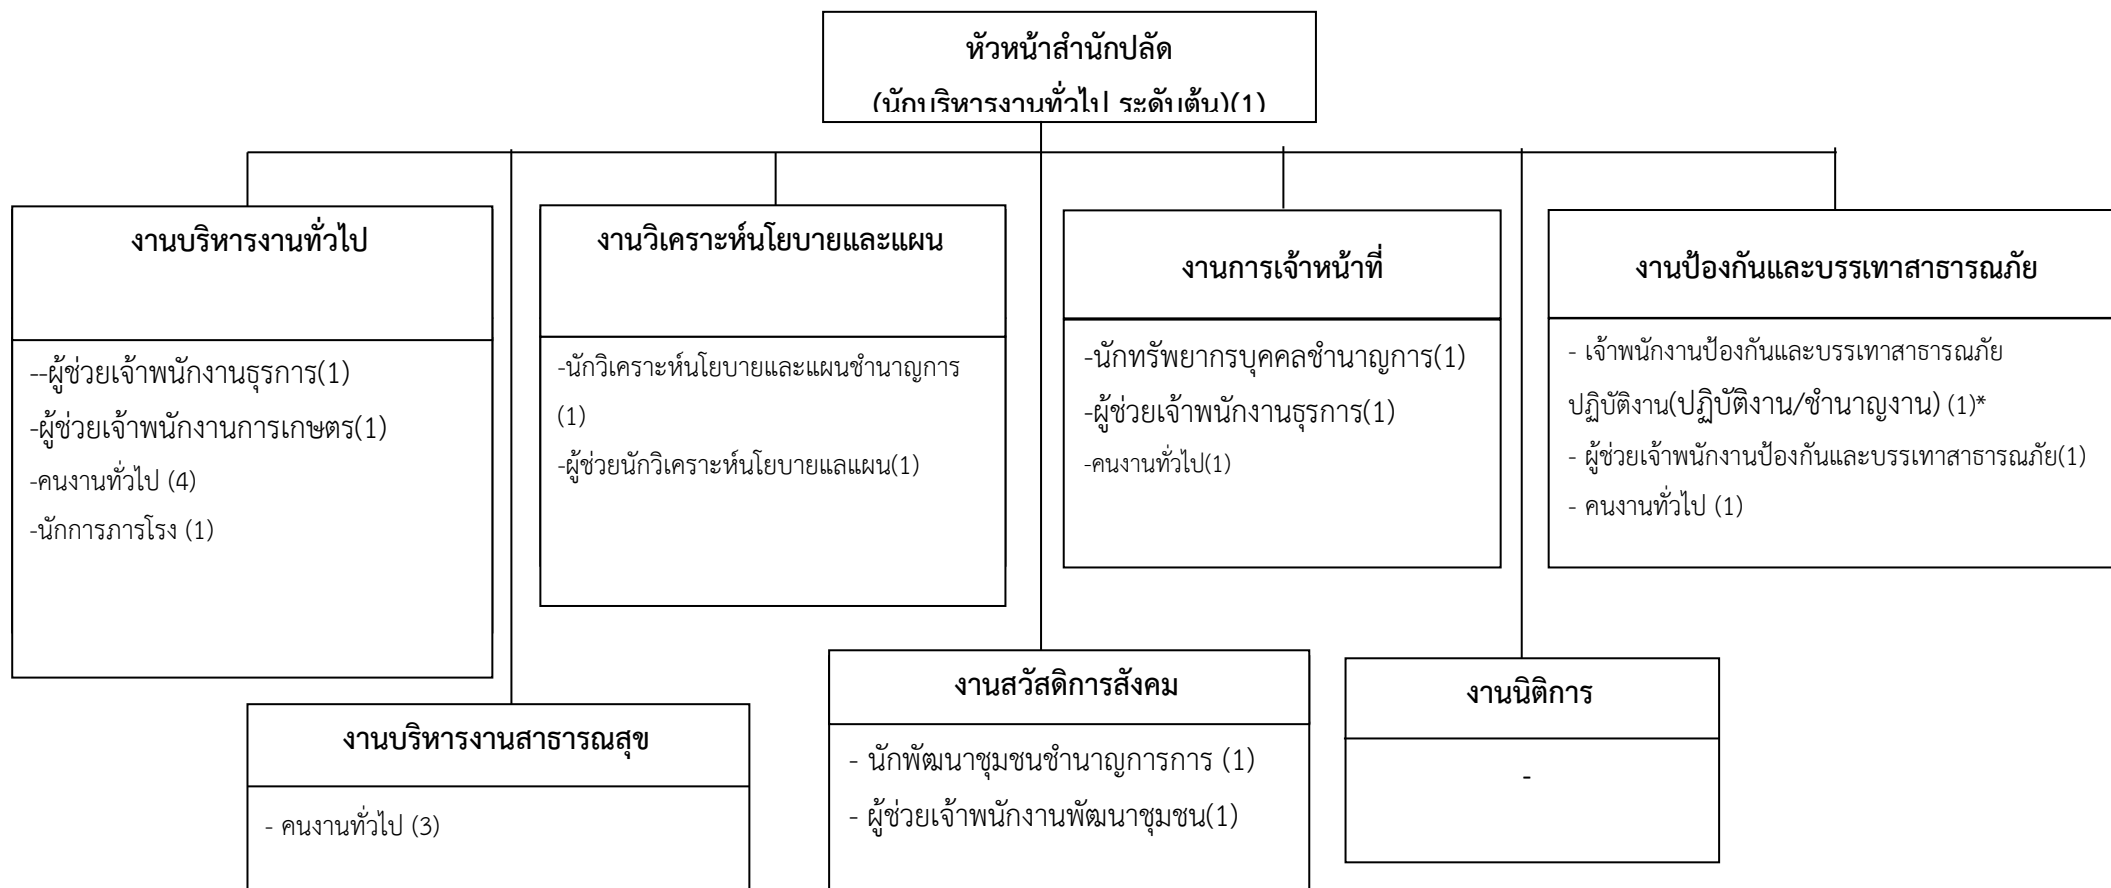 หัวหน้าสำนักปลัด
(นักบริหารงานทั่วไป ระดับต้น)(1)
งานบริหารงานทั่วไป
--ผู้ช่วยเจ้าพนักงานธุรการ(1)
-ผู้ช่วยเจ้าพนักงานการเกษตร(1)
-คนงานทั่วไป (4)
-นักการภารโรง (1)
งานวิเคราะห์นโยบายและแผน
-นักวิเคราะห์นโยบายและแผนชำนาญการ
(1)
-ผู้ช่วยนักวิเคราะห์นโยบายแลแผน(1)
งานการเจ้าหน้าที่
-นักทรัพยากรบุคคลชำนาญการ(1)
-ผู้ช่วยเจ้าพนักงานธุรการ(1)
-คนงานทั่วไป(1)
งานป้องกันและบรรเทาสาธารณภัย
- เจ้าพนักงานป้องกันและบรรเทาสาธารณภัย
ปฏิบัติงาน(ปฏิบัติงาน/ชำนาญงาน) (1)*
- ผู้ช่วยเจ้าพนักงานป้องกันและบรรเทาสาธารณภัย(1)
- คนงานทั่วไป (1)
งานบริหารงานสาธารณสุข
- คนงานทั่วไป (3)
งานสวัสดิการสังคม
- นักพัฒนาชุมชนชำนาญการการ (1)
- ผู้ช่วยเจ้าพนักงานพัฒนาชุมชน(1)
งานนิติการ
-